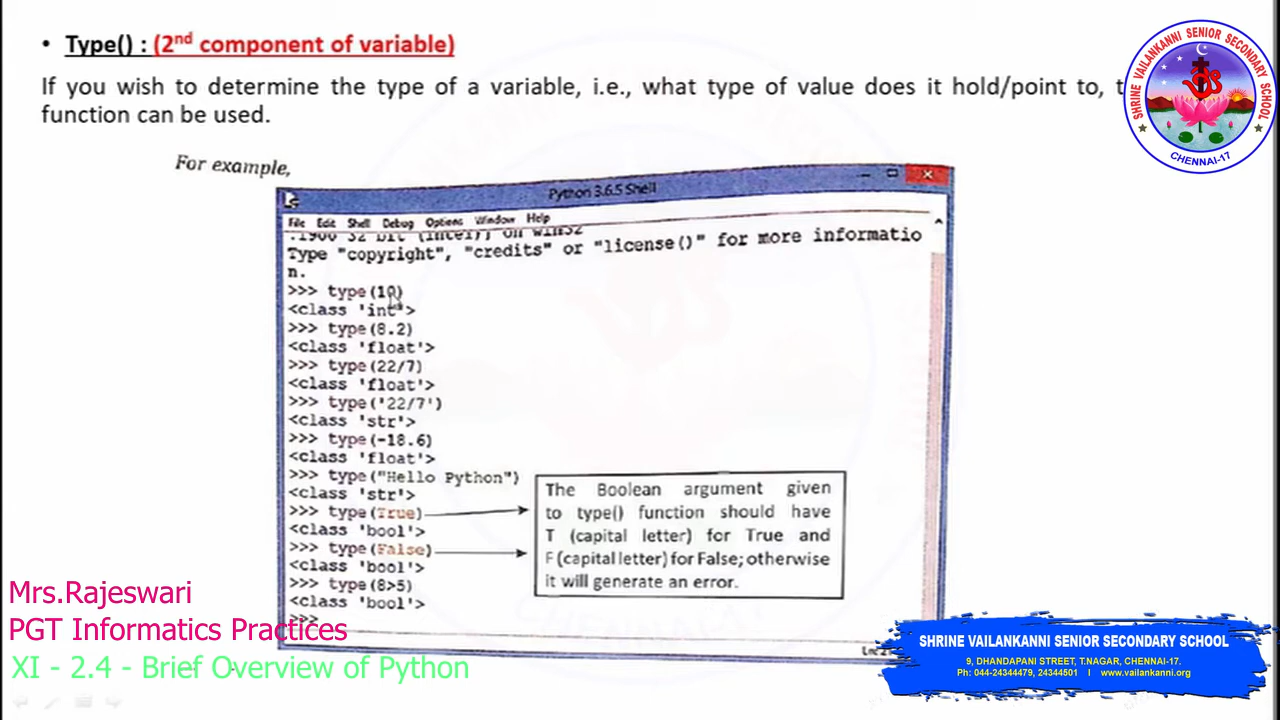 • Type() : (2nd component of variable)
If you wish to determine the type of a variable, i.e., what type of value does it hold/point to, t
function can be used.
SHRINE VAILANKANNI SENIOR SECONDARY SCHOOL
CHENNAI-17
For example,
Python 3.6.5 Shell
File Edit Shell Debug Options Window Help
.1900 32 bit (Intel)] on win32
Type "copyright", "credits" or "license()" for more informatio
n.
>>> type(10)
<class 'int'>
>>> type(8.2)
<class 'float'>
>>> type(22/7)
<class 'float'>
>>> type('22/7')
<class 'str'>
>>> type(-18.6)
<class 'float'>
>>> type("Hello Python")
<class 'str'>
>>> type(True)
<class 'bool'>
>>> type(False)
<class 'bool'>
>>> type(8>5)
<class 'bool'>
>>>
The Boolean argument given
to type() function should have
T (capital letter) for True and
F (capital letter) for False; otherwise
it will generate an error.
Mrs.Rajeswari
PGT Informatics Practices
XI - 2.4 - Brief Overview of Python
SHRINE VAILANKANNI SENIOR SECONDARY SCHOOL
9, DHANDAPANI STREET, T.NAGAR, CHENNAI-17.
Ph: 044-24344479, 24344501 I www.vailankanni.org